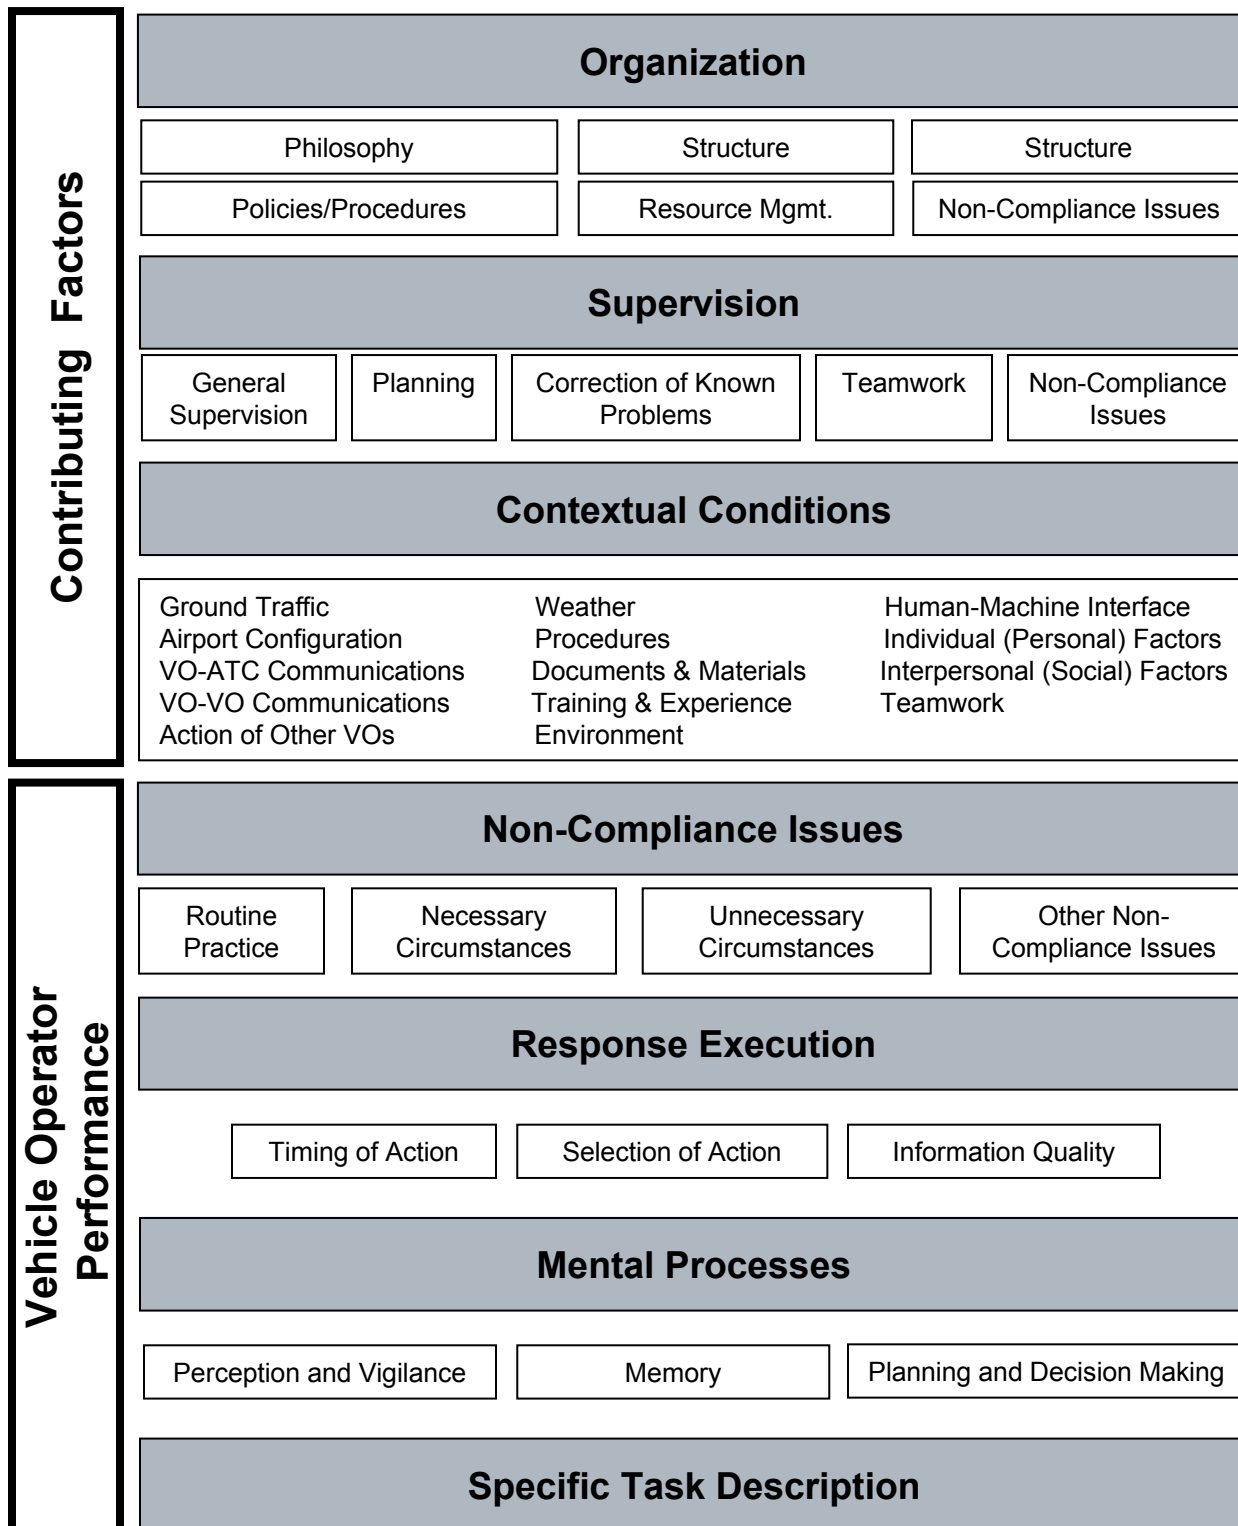 Contributing Factors
Organization
Philosophy
Structure
Structure
Policies/Procedures
Resource Mgmt.
Non-Compliance Issues
Supervision
General
Supervision
Planning
Correction of Known
Problems
Teamwork
Non-Compliance
Issues
Contextual Conditions
Ground Traffic
Airport Configuration
VO-ATC Communications
VO-VO Communications
Action of Other VOs
Weather
Procedures
Documents & Materials
Training & Experience
Environment
Human-Machine Interface
Individual (Personal) Factors
Interpersonal (Social) Factors
Teamwork
Vehicle Operator
Performance
Non-Compliance Issues
Routine
Practice
Necessary
Circumstances
Unnecessary
Circumstances
Other Non-
Compliance Issues
Response Execution
Timing of Action
Selection of Action
Information Quality
Mental Processes
Perception and Vigilance
Memory
Planning and Decision Making
Specific Task Description